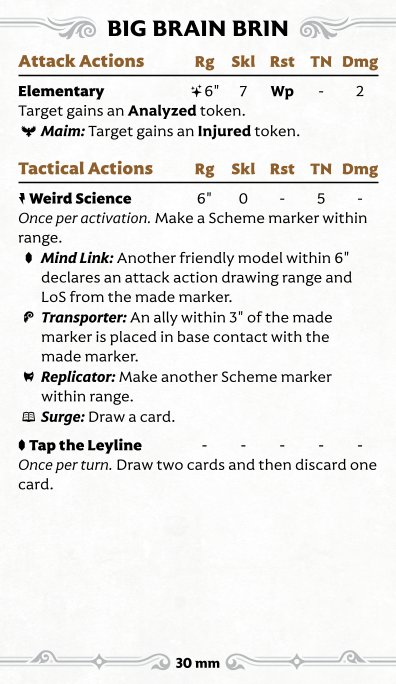 BIG BRAIN BRIN
Attack Actions Rg Skl Rst TN Dmg
Elementary 6" 7 Wp - 2
Target gains an Analyzed token.
Maim: Target gains an Injured token.
Tactical Actions Rg Skl Rst TN Dmg
Weird Science 6" 0 - 5 -
Once per activation. Make a Scheme marker within
range.
Mind Link: Another friendly model within 6"
declares an attack action drawing range and
LoS from the made marker.
Transporter: An ally within 3" of the made
marker is placed in base contact with the
made marker.
Replicator: Make another Scheme marker
within range.
Surge: Draw a card.
Tap the Leyline - - - - -
Once per turn. Draw two cards and then discard one
card.
30 mm